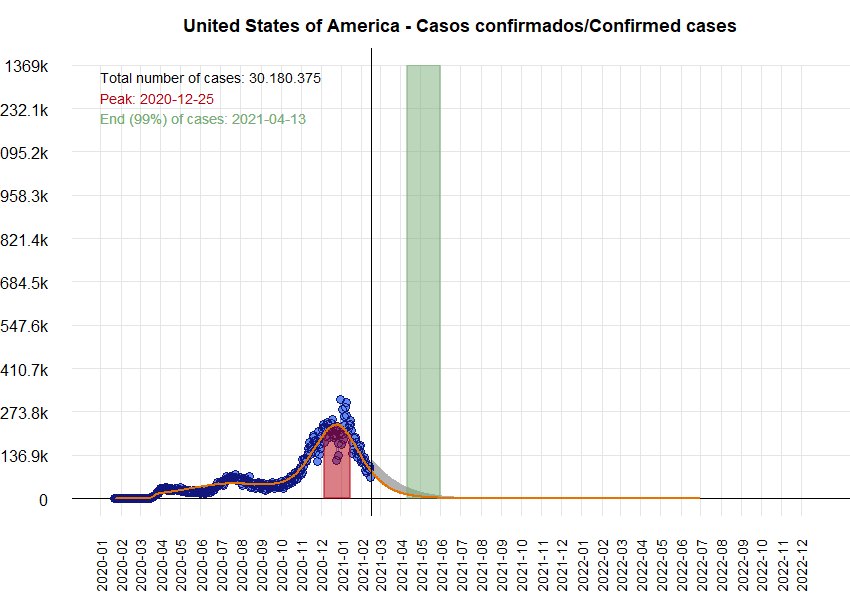 United States of America - Casos confirmados/Confirmed cases
1369k
232.1k
095.2k
958.3k
821.4k
684.5k
547.6k
410.7k
273.8k
136.9k
0
Total number of cases: 30.180.375
Peak: 2020-12-25
End (99%) of cases: 2021-04-13
2020-01
2020-02
2020-03
2020-04
2020-05
2020-06
2020-07
2020-08
2020-09
2020-10
2020-11
2020-12
2021-01
2021-02
2021-03
2021-04
2021-05
2021-06
2021-07
2021-08
2021-09
2021-10
2021-11
2021-12
2022-01
2022-02
2022-03
2022-04
2022-05
2022-06
2022-07
2022-08
2022-09
2022-10
2022-11
2022-12